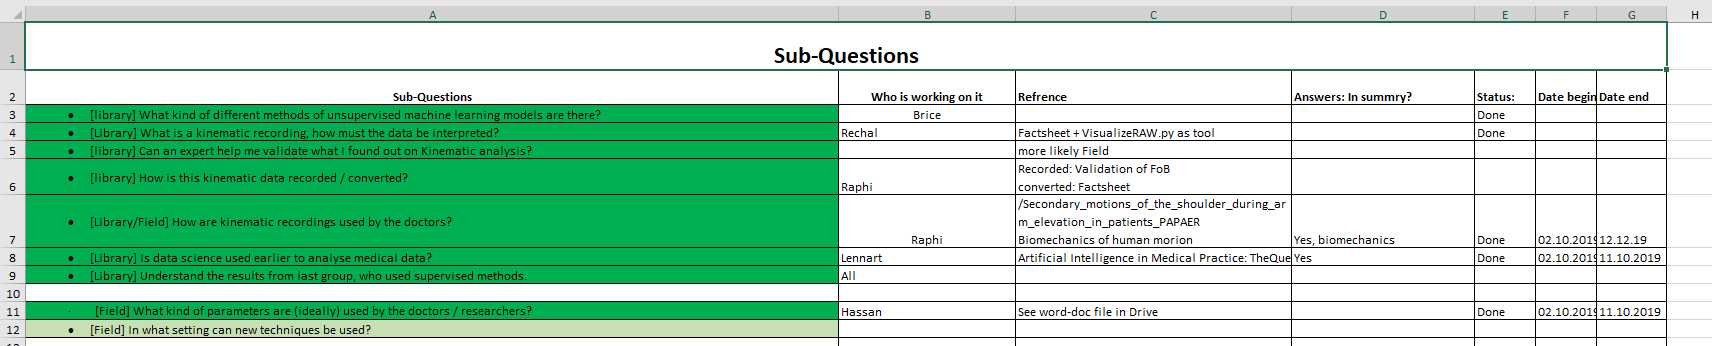 A B C D E F G H
1 Sub-Questions
2 Sub-Questions Who is working on it Refrence Answers: In summry? Status: Date begin Date end
3 • [library] What kind of different methods of unsupervised machine learning models are there? Brice Done
4 • [Library] What is a kinematic recording, how must the data be interpreted? Rechal Factsheet + VisualizeRAW.py as tool Done
5 • [library] Can an expert help me validate what I found out on Kinematic analysis? more likely Field
Recorded: Validation of FoB
6 • [library] How is this kinematic data recorded / converted? Raphi converted: Factsheet
/Secondary_motions_of_the_shoulder_during_ar
• [Library/Field] How are kinematic recordings used by the doctors? m_elevation_in_patients_PAPAER
7 Raphi Biomechanics of human morion Yes, biomechanics Done 02.10.2019 12.12.19
8 • [Library] Is data science used earlier to analyse medical data? Lennart Artificial Intelligence in Medical Practice: TheQue Yes Done 02.10.2019 11.10.2019
9 • [Library] Understand the results from last group, who used supervised methods. All
10
11 · [Field] What kind of parameters are (ideally) used by the doctors / researchers? Hassan See word-doc file in Drive Done 02.10.2019 11.10.2019
12 • [Field] In what setting can new techniques be used?